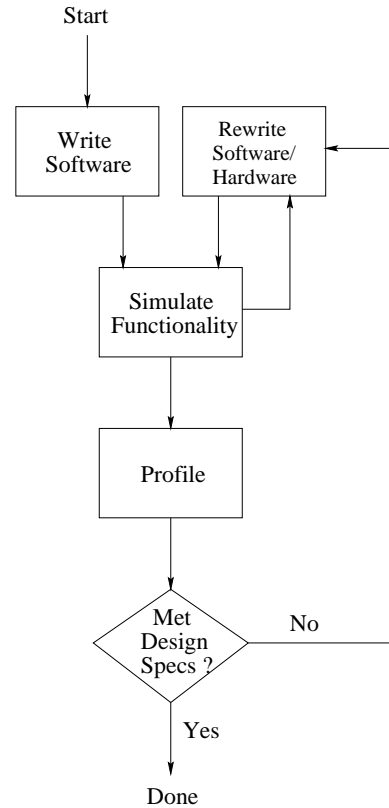 Start
Write
Software
Rewrite
Software/
Hardware
Simulate
Functionality
Profile
Met
Design
Specs ?
No
Yes
Done